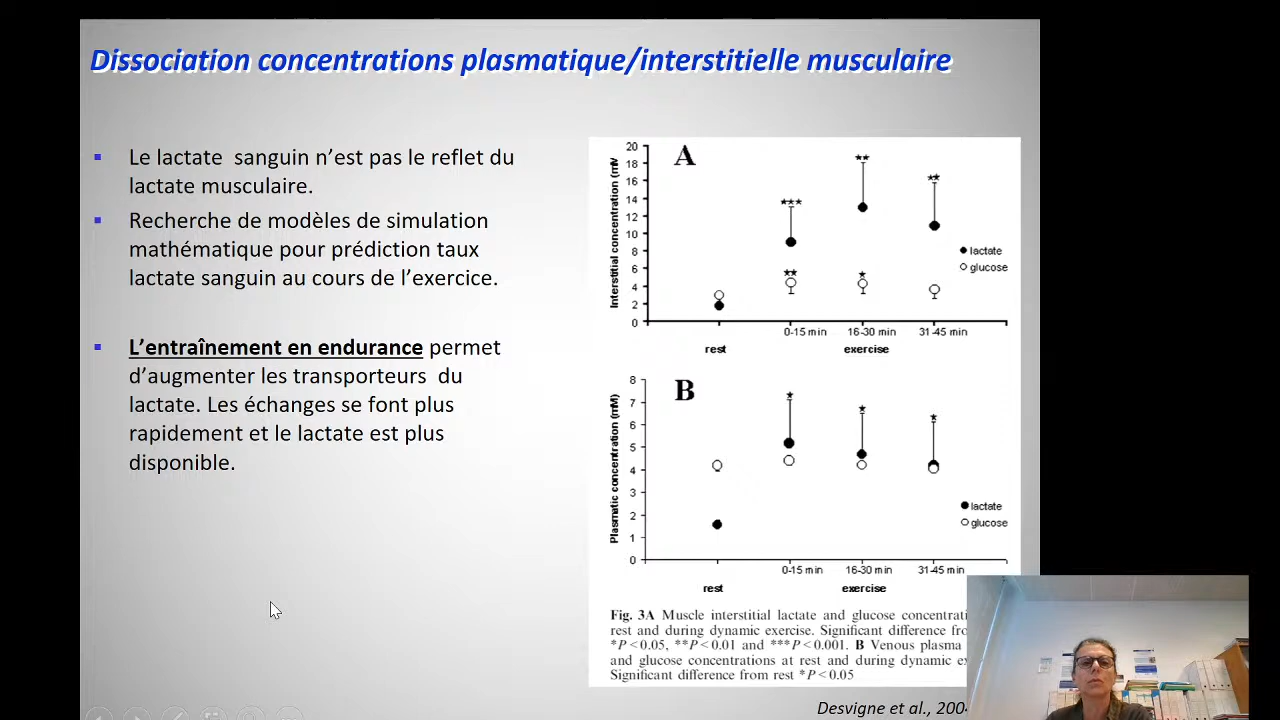 Dissociation concentrations plasmatique/interstitielle musculaire
▪ Le lactate sanguin n’est pas le reflet du
lactate musculaire.
▪ Recherche de modèles de simulation
mathématique pour prédiction taux
lactate sanguin au cours de l’exercice.
▪ L’entraînement en endurance permet
d’augmenter les transporteurs du
lactate. Les échanges se font plus
rapidement et le lactate est plus
disponible.
A
Interstitial concentration (mM
20
18
16
14
12
10
8
6
4
2
0
★★★
★★
★★
★★
★
● lactate
○ glucose
0-15 min 16-30 min 31-45 min
rest exercise
B
Plasmatic concentration (mM)
8
7
6
5
4
3
2
1
0
★
★
★
● lactate
○ glucose
0-15 min 16-30 min 31-45 min
rest exercise
Fig. 3A Muscle interstitial lactate and glucose concentrati
rest and during dynamic exercise. Significant difference fro
*P<0.05, **P<0.01 and ***P<0.001. B Venous plasma
and glucose concentrations at rest and during dynamic ex
Significant difference from rest *P<0.05
Desvigne et al., 200